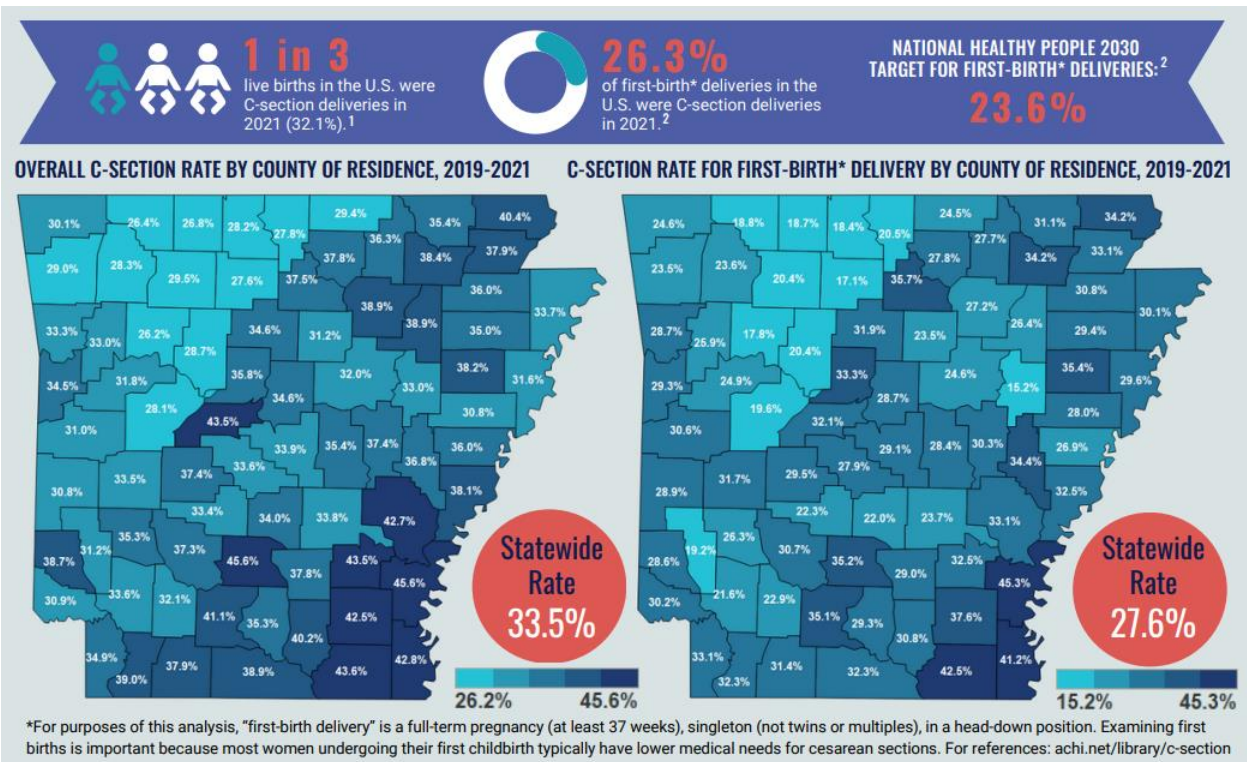 1 in 3
live births in the U.S. were
C-section deliveries in
2021 (32.1%).1
26.3%
of first-birth* deliveries in the
U.S. were C-section deliveries
in 2021.2
NATIONAL HEALTHY PEOPLE 2030
TARGET FOR FIRST-BIRTH* DELIVERIES:2
23.6%
OVERALL C-SECTION RATE BY COUNTY OF RESIDENCE, 2019-2021
30.1% 26.4% 26.8% 28.2% 27.8% 29.4% 36.3% 35.4% 40.4%
29.0% 28.3% 29.5% 27.6% 37.5% 37.8% 38.4% 37.9%
38.9% 38.9% 36.0% 33.7%
33.3% 33.0% 26.2% 28.7% 34.6% 31.2% 35.0%
34.5% 31.8% 35.8% 32.0% 33.0% 38.2% 31.6%
31.0% 28.1% 43.5% 34.6% 30.8%
33.9% 35.4% 37.4% 36.8% 36.0%
30.8% 33.5% 37.4% 33.6% 38.1%
33.4% 34.0% 33.8% 42.7%
38.7% 31.2% 35.3% 37.3% 45.6% 37.8% 43.5% 45.6%
30.9% 33.6% 32.1% 41.1% 35.3% 40.2% 42.5%
34.9% 39.0% 37.9% 38.9% 43.6% 42.8%
Statewide
Rate
33.5%
26.2% 45.6%
C-SECTION RATE FOR FIRST-BIRTH* DELIVERY BY COUNTY OF RESIDENCE, 2019-2021
24.6% 18.8% 18.7% 18.4% 20.5% 24.5% 27.7% 31.1% 34.2%
23.5% 23.6% 20.4% 17.1% 35.7% 27.8% 34.2% 33.1%
27.2% 26.4% 30.8% 30.1%
28.7% 25.9% 17.8% 20.4% 31.9% 23.5% 29.4%
29.3% 24.9% 33.3% 24.6% 15.2% 35.4% 29.6%
30.6% 19.6% 32.1% 28.7% 28.0%
29.1% 28.4% 30.3% 34.4% 26.9%
28.9% 31.7% 29.5% 27.9% 32.5%
22.3% 22.0% 23.7% 33.1%
28.6% 19.2% 26.3% 30.7% 35.2% 29.0% 32.5% 45.3%
30.2% 21.6% 22.9% 35.1% 29.3% 30.8% 37.6%
33.1% 32.3% 31.4% 32.3% 42.5% 41.2%
Statewide
Rate
27.6%
15.2% 45.3%
*For purposes of this analysis, "first-birth delivery" is a full-term pregnancy (at least 37 weeks), singleton (not twins or multiples), in a head-down position. Examining first
births is important because most women undergoing their first childbirth typically have lower medical needs for cesarean sections. For references: achi.net/library/c-section